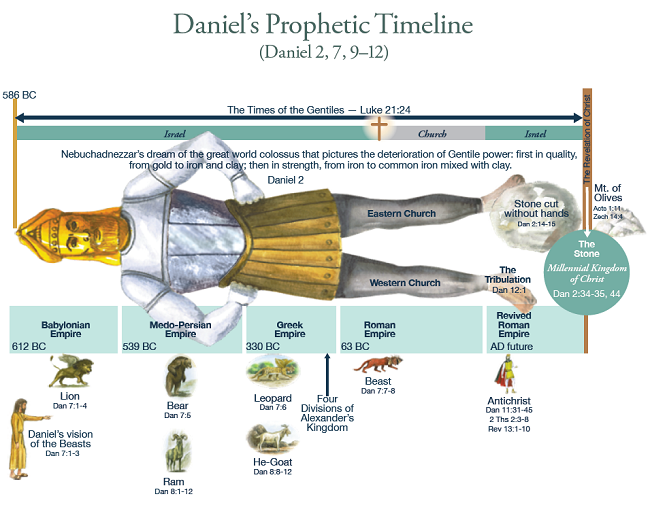 Daniel's Prophetic Timeline
(Daniel 2, 7, 9–12)
586 BC
The Times of the Gentiles — Luke 21:24
Israel
Church
Israel
The Revelation of Christ
Nebuchadnezzar's dream of the great world colossus that pictures the deterioration of Gentile power: first in quality,
from gold to iron and clay; then in strength, from iron to common iron mixed with clay.
Daniel 2
Eastern Church
Western Church
Stone cut
without hands
Dan 2:14-15
Mt. of
Olives
Acts 1:11
Zech 14:4
The
Stone
Millennial Kingdom
of Christ
Dan 2:34-35, 44
The
Tribulation
Dan 12:1
Babylonian
Empire
612 BC
Medo-Persian
Empire
539 BC
Greek
Empire
330 BC
Roman
Empire
63 BC
Revived
Roman
Empire
AD future
Lion
Dan 7:1-4
Daniel's vision
of the Beasts
Dan 7:1-3
Bear
Dan 7:5
Ram
Dan 8:1-12
Leopard
Dan 7:6
He-Goat
Dan 8:8-12
Four
Divisions of
Alexander's
Kingdom
Beast
Dan 7:7-8
Antichrist
Dan 11:31-45
2 Ths 2:3-8
Rev 13:1-10